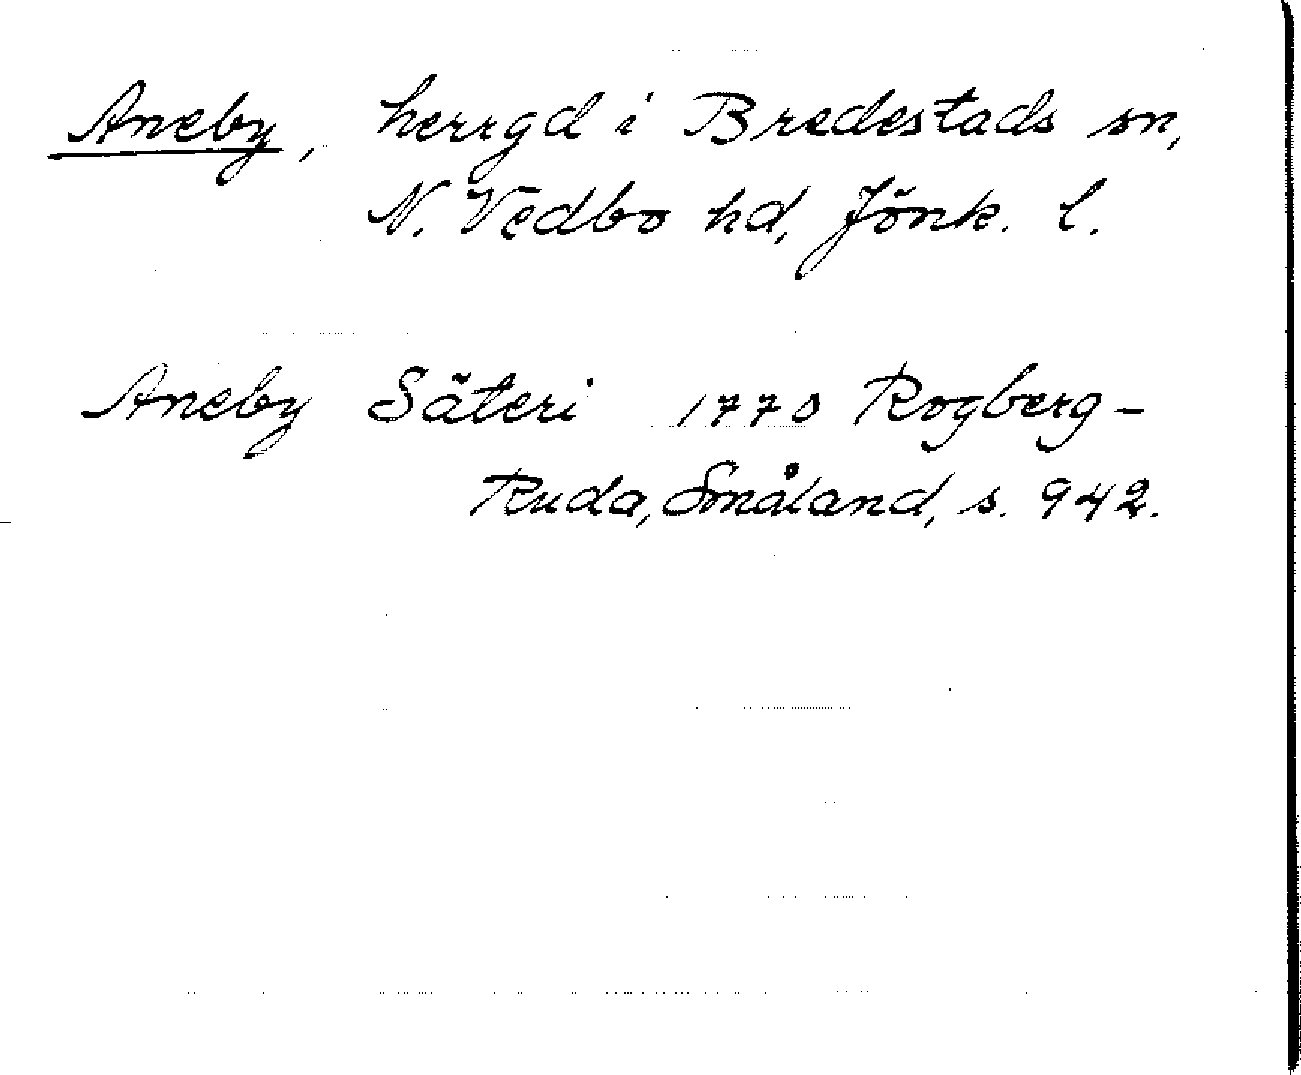 Aneby, herrgd i Bredestads sn,
N. Vedbo hd, Jönk. l.
Aneby Säteri 1770 Rogberg-
Ruda, Småland, s. 942.